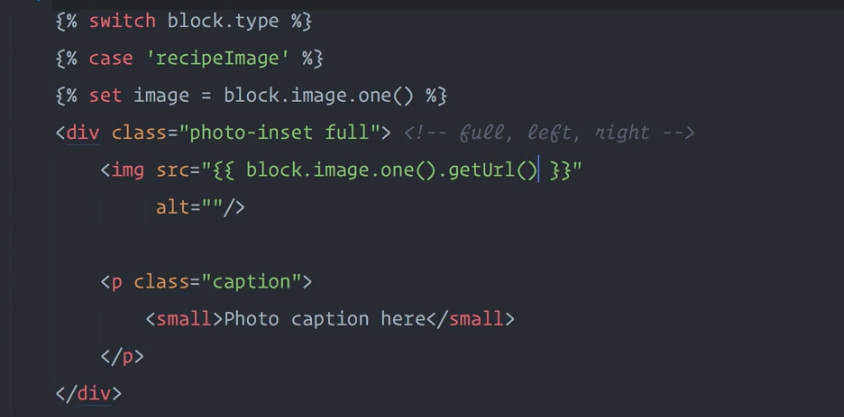 {% switch block.type %}
{% case 'recipeImage' %}
{% set image = block.image.one() %}
<div class="photo-inset full"> <!-- full, left, right -->
<img src="{{ block.image.one().getUrl() }}"
alt=""/>
<p class="caption">
<small>Photo caption here</small>
</p>
</div>